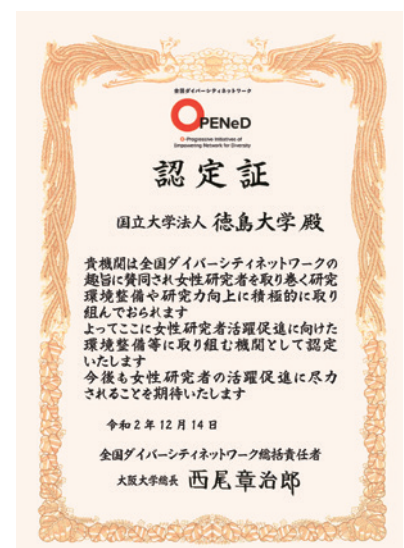 全国ダイバーシティネットワーク
OPENeD
O-Progressive Initiatives of
Empowering Network for Diversity
認定証
国立大学法人 徳島大学 殿
貴機関は全国ダイバーシティネットワークの
趣旨に賛同され女性研究者を取り巻く研究
環境整備や研究力向上に積極的に取り
組んでおられます
よってここに女性研究者活躍促進に向けた
環境整備等に取り組む機関として認定
いたします
今後も女性研究者の活躍促進に尽力
されることを期待いたします
令和2年12月14日
全国ダイバーシティネットワーク総括責任者
大阪大学総長 西尾章治郎